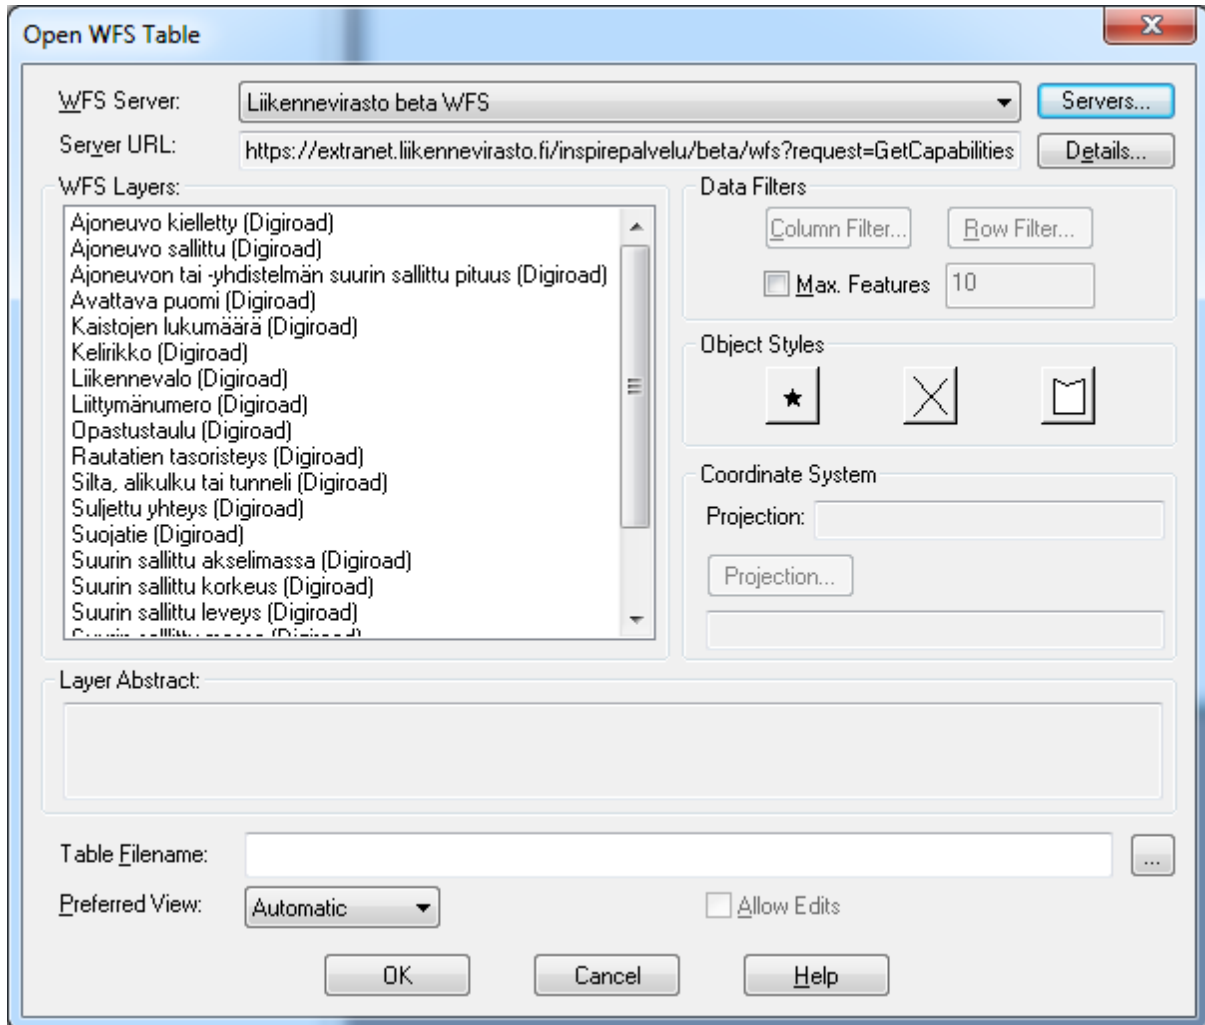 Open WFS Table
WFS Server:
Liikennevirasto beta WFS
Servers...
Server URL:
https://extranet.liikennevirasto.fi/inspirepalvelu/beta/wfs?request=GetCapabilities
Details...
WFS Layers:
Ajoneuvo kielletty (Digiroad)
Ajoneuvo sallittu (Digiroad)
Ajoneuvon tai -yhdistelmän suurin sallittu pituus (Digiroad)
Avattava puomi (Digiroad)
Kaistojen lukumäärä (Digiroad)
Kelirikko (Digiroad)
Liikennevalo (Digiroad)
Liittymänumero (Digiroad)
Opastustaulu (Digiroad)
Rautatien tasoristeys (Digiroad)
Silta, alikulku tai tunneli (Digiroad)
Suljettu yhteys (Digiroad)
Suojatie (Digiroad)
Suurin sallittu akselimassa (Digiroad)
Suurin sallittu korkeus (Digiroad)
Suurin sallittu leveys (Digiroad)
Data Filters
Column Filter...
Row Filter...
Max. Features
10
Object Styles
Coordinate System
Projection:
Projection...
Layer Abstract:
Table Filename:
...
Preferred View:
Automatic
Allow Edits
OK
Cancel
Help